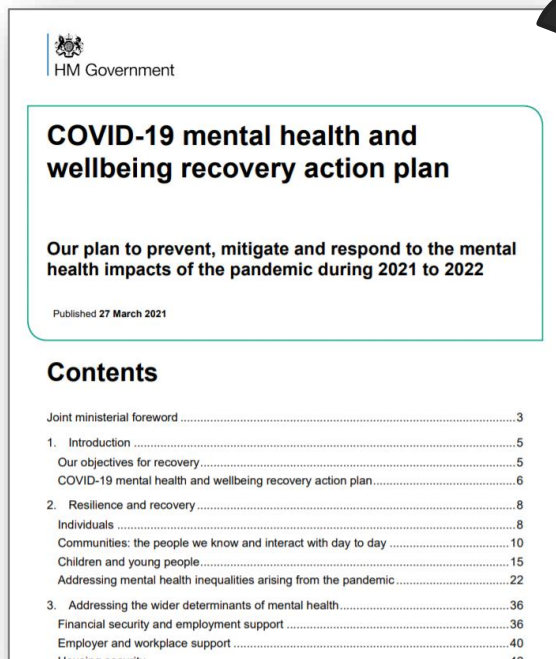 HM Government
COVID-19 mental health and
wellbeing recovery action plan
Our plan to prevent, mitigate and respond to the mental
health impacts of the pandemic during 2021 to 2022
Published 27 March 2021
Contents
Joint ministerial foreword ........................................................................................................3
1. Introduction ......................................................................................................................5
Our objectives for recovery..................................................................................................5
COVID-19 mental health and wellbeing recovery action plan...........................................6
2. Resilience and recovery ..................................................................................................8
Individuals ............................................................................................................................8
Communities: the people we know and interact with day to day ......................................10
Children and young people................................................................................................15
Addressing mental health inequalities arising from the pandemic....................................22
3. Addressing the wider determinants of mental health.....................................................36
Financial security and employment support .....................................................................36
Employer and workplace support ......................................................................................40